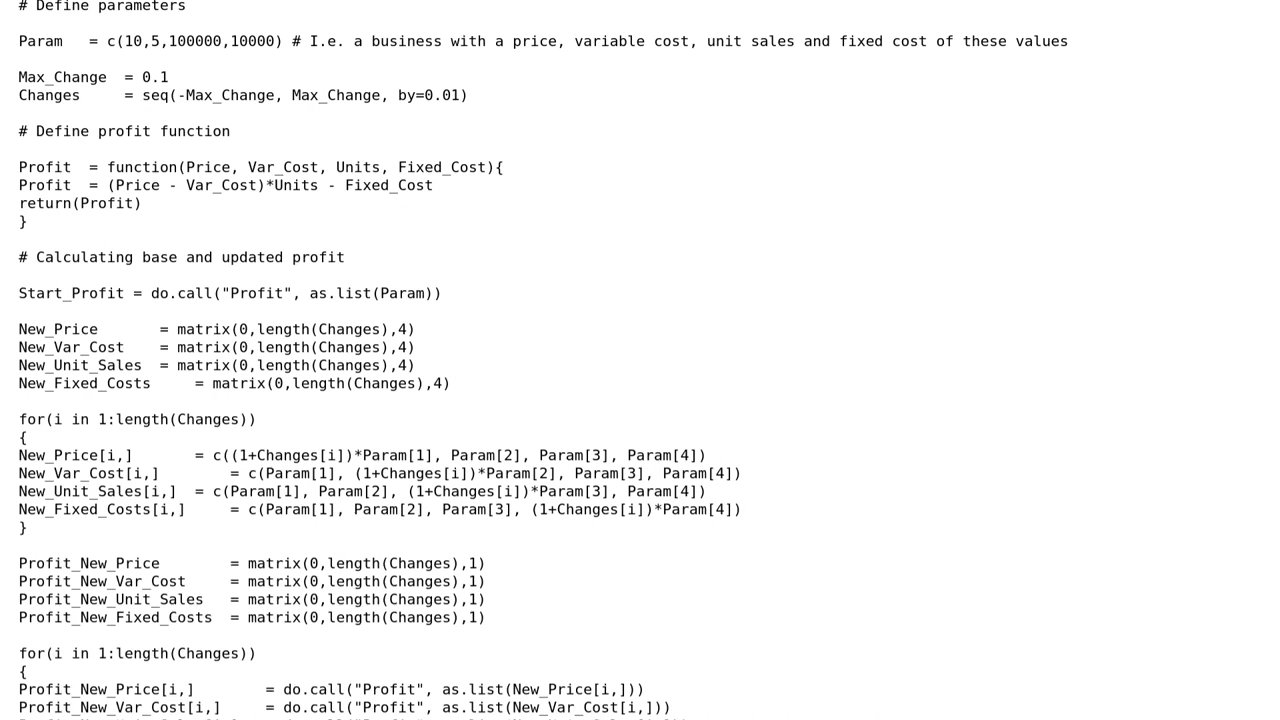 # Define parameters
Param   = c(10,5,100000,10000) # I.e. a business with a price, variable cost, unit sales and fixed cost of these values
Max_Change  = 0.1
Changes     = seq(-Max_Change, Max_Change, by=0.01)
# Define profit function
Profit  = function(Price, Var_Cost, Units, Fixed_Cost){
Profit  = (Price - Var_Cost)*Units - Fixed_Cost
return(Profit)
}
# Calculating base and updated profit
Start_Profit = do.call("Profit", as.list(Param))
New_Price       = matrix(0,length(Changes),4)
New_Var_Cost    = matrix(0,length(Changes),4)
New_Unit_Sales  = matrix(0,length(Changes),4)
New_Fixed_Costs     = matrix(0,length(Changes),4)
for(i in 1:length(Changes))
{
New_Price[i,]       = c((1+Changes[i])*Param[1], Param[2], Param[3], Param[4])
New_Var_Cost[i,]        = c(Param[1], (1+Changes[i])*Param[2], Param[3], Param[4])
New_Unit_Sales[i,]  = c(Param[1], Param[2], (1+Changes[i])*Param[3], Param[4])
New_Fixed_Costs[i,]     = c(Param[1], Param[2], Param[3], (1+Changes[i])*Param[4])
}
Profit_New_Price        = matrix(0,length(Changes),1)
Profit_New_Var_Cost     = matrix(0,length(Changes),1)
Profit_New_Unit_Sales   = matrix(0,length(Changes),1)
Profit_New_Fixed_Costs  = matrix(0,length(Changes),1)
for(i in 1:length(Changes))
{
Profit_New_Price[i,]        = do.call("Profit", as.list(New_Price[i,]))
Profit_New_Var_Cost[i,]     = do.call("Profit", as.list(New_Var_Cost[i,]))